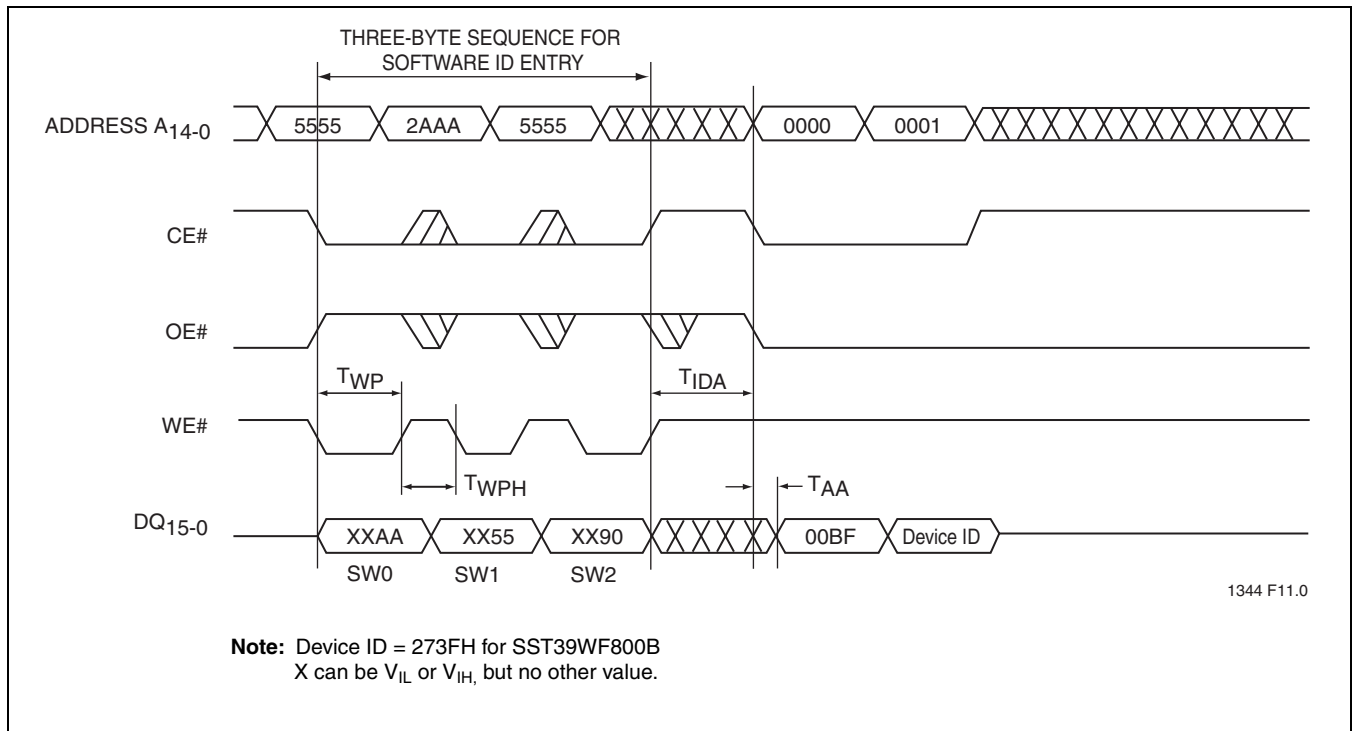 THREE-BYTE SEQUENCE FOR
SOFTWARE ID ENTRY
ADDRESS A14-0
5555
2AAA
5555
0000
0001
CE#
OE#
TWP
TIDA
WE#
TWPH
TAA
DQ15-0
XXAA
XX55
XX90
00BF
Device ID
SW0
SW1
SW2
1344 F11.0
Note: Device ID = 273FH for SST39WF800B
X can be VIL or VIH, but no other value.